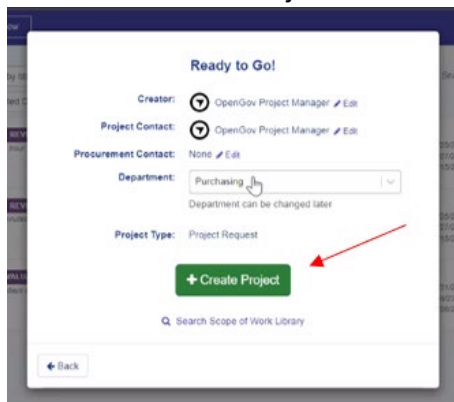 Ready to Go!
Creator: OpenGov Project Manager Edit
Project Contact: OpenGov Project Manager Edit
Procurement Contact: None Edit
Department: Purchasing
Department can be changed later
Project Type: Project Request
+ Create Project
Search Scope of Work Library
Back